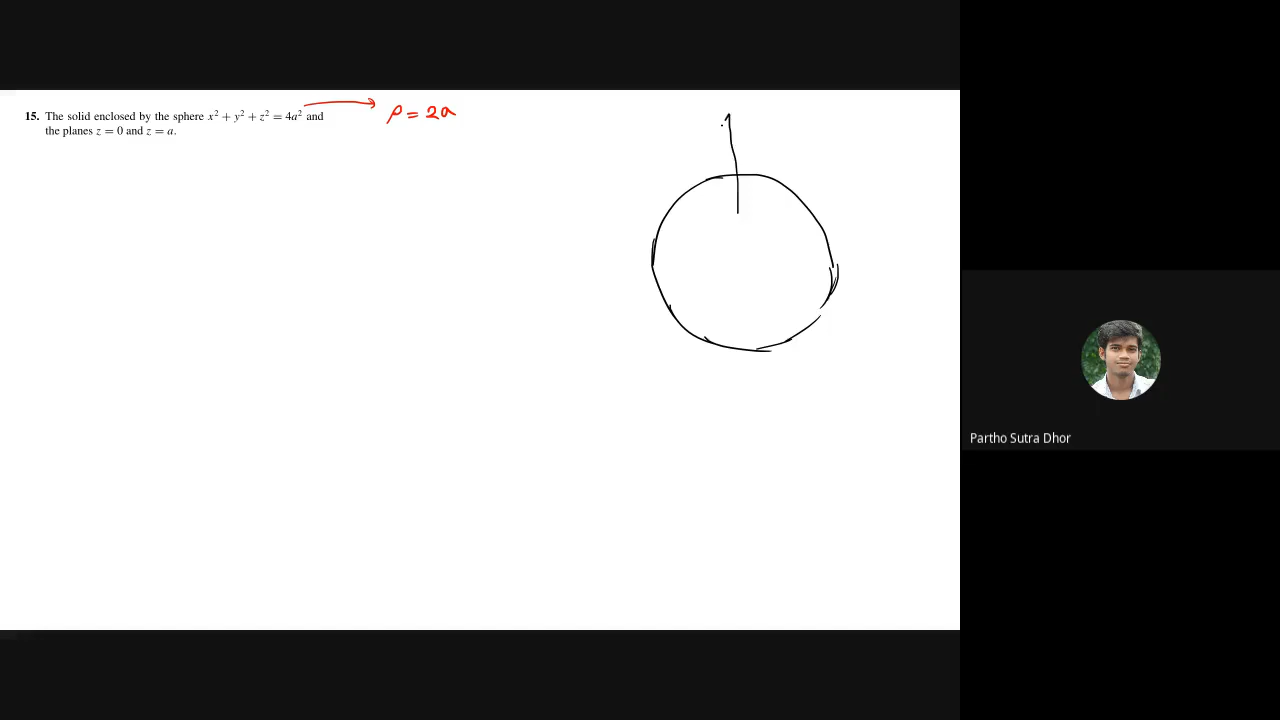 15. The solid enclosed by the sphere x² + y² + z² = 4a² and
the planes z = 0 and z = a.
ρ = 2a
Partho Sutra Dhor